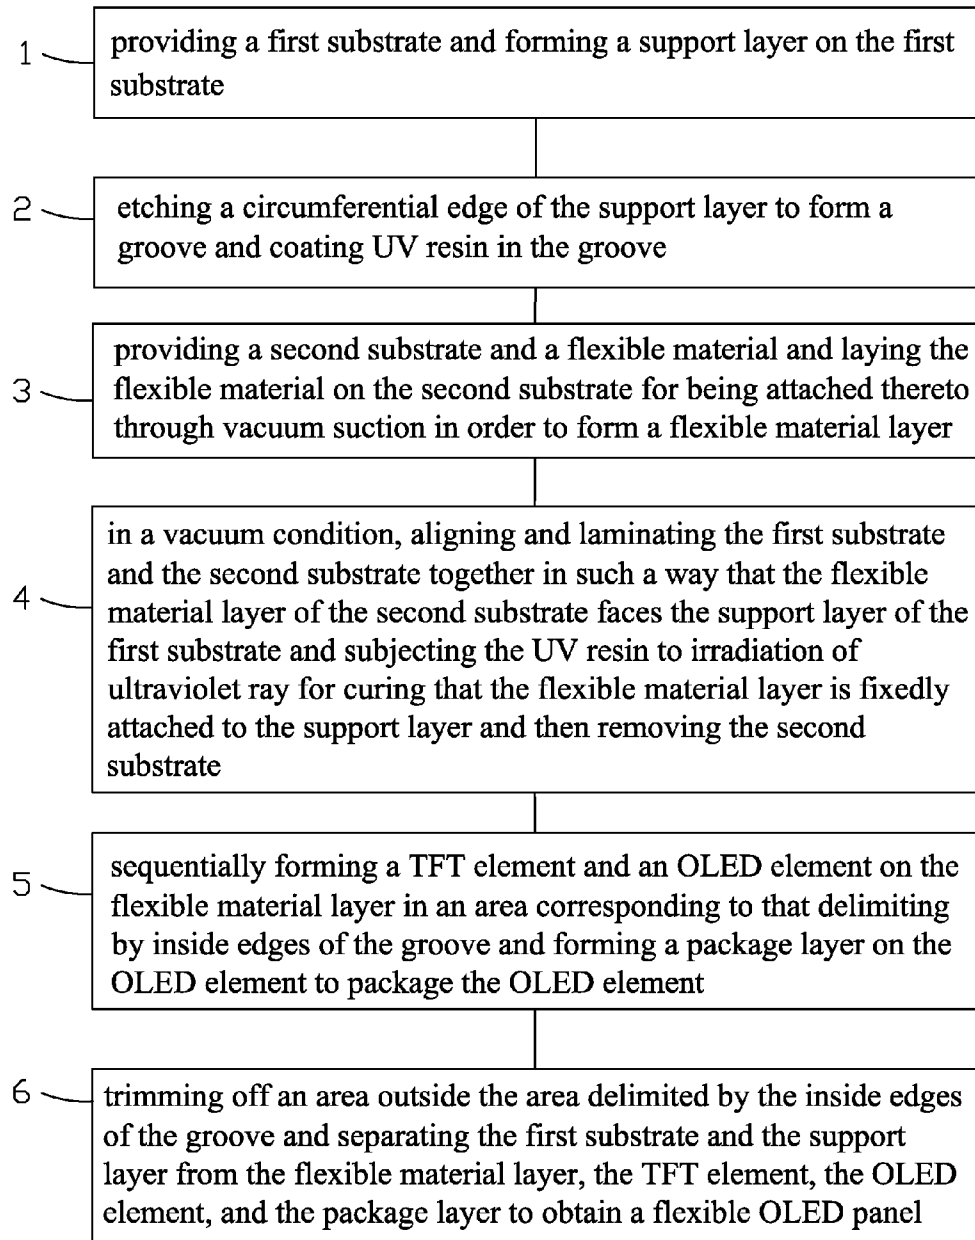 1
providing a first substrate and forming a support layer on the first
substrate
2
etching a circumferential edge of the support layer to form a
groove and coating UV resin in the groove
3
providing a second substrate and a flexible material and laying the
flexible material on the second substrate for being attached thereto
through vacuum suction in order to form a flexible material layer
4
in a vacuum condition, aligning and laminating the first substrate
and the second substrate together in such a way that the flexible
material layer of the second substrate faces the support layer of the
first substrate and subjecting the UV resin to irradiation of
ultraviolet ray for curing that the flexible material layer is fixedly
attached to the support layer and then removing the second
substrate
5
sequentially forming a TFT element and an OLED element on the
flexible material layer in an area corresponding to that delimiting
by inside edges of the groove and forming a package layer on the
OLED element to package the OLED element
6
trimming off an area outside the area delimited by the inside edges
of the groove and separating the first substrate and the support
layer from the flexible material layer, the TFT element, the OLED
element, and the package layer to obtain a flexible OLED panel